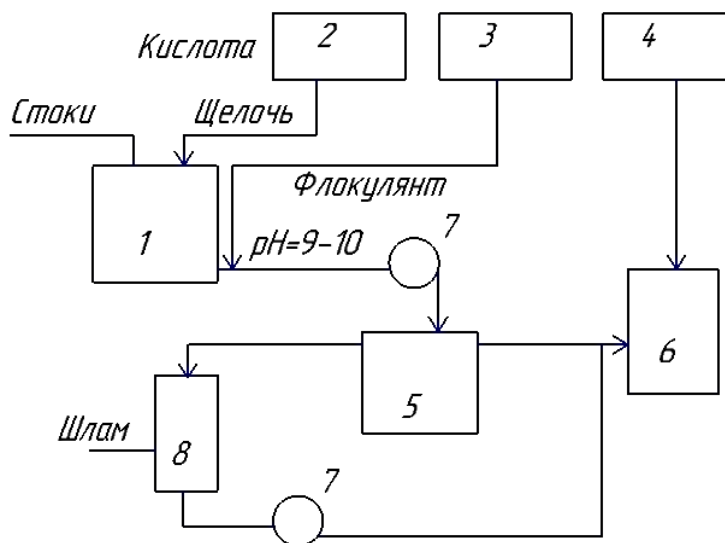 Кислота
2
3
4
Стоки
Щелочь
Флокулянт
1
pH=9-10
7
5
6
Шлам
8
7